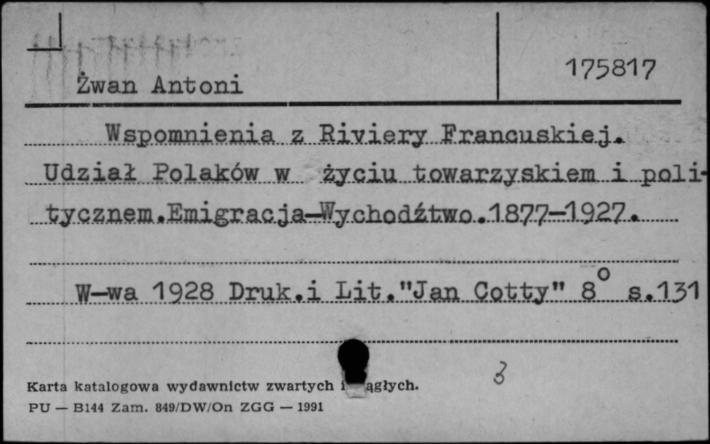 Żwan Antoni
175817
Wspomnienia z Riviery Francuskiej.
Udział Polaków w życiu towarzyskiem i poli-
tycznem.Emigracja-Wychodźtwo.1877-1927.
W-wa 1928 Druk.i Lit."Jan Cotty" 8° s.131
3
Karta katalogowa wydawnictw zwartych
PU — B144 Zam. 849/DW/On ZGG — 1991